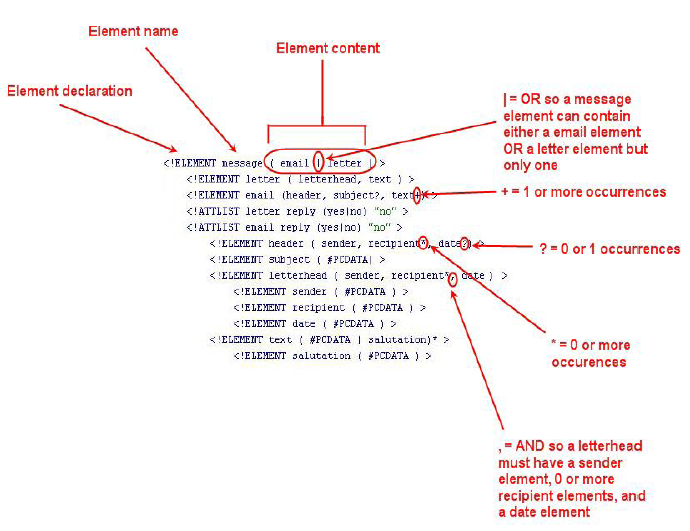 Element name
Element content
Element declaration
| = OR so a message
element can contain
either a email element
OR a letter element but
only one
<!ELEMENT message ( email | letter | >
<!ELEMENT letter ( letterhead, text ) >
<!ELEMENT email (header, subject?, text+) >
+ = 1 or more occurrences
<!ATTLIST letter reply (yes|no) "no" >
<!ATTLIST email reply (yes|no) "no" >
<!ELEMENT header ( sender, recipient*, date?) >
? = 0 or 1 occurrences
<!ELEMENT subject ( #PCDATA| >
<!ELEMENT letterhead ( sender, recipient*, date ) >
<!ELEMENT sender ( #PCDATA ) >
<!ELEMENT recipient ( #PCDATA ) >
<!ELEMENT date ( #PCDATA ) >
<!ELEMENT text ( #PCDATA | salutation)* >
<!ELEMENT salutation ( #PCDATA ) >
* = 0 or more
occurences
, = AND so a letterhead
must have a sender
element, 0 or more
recipient elements, and
a date element